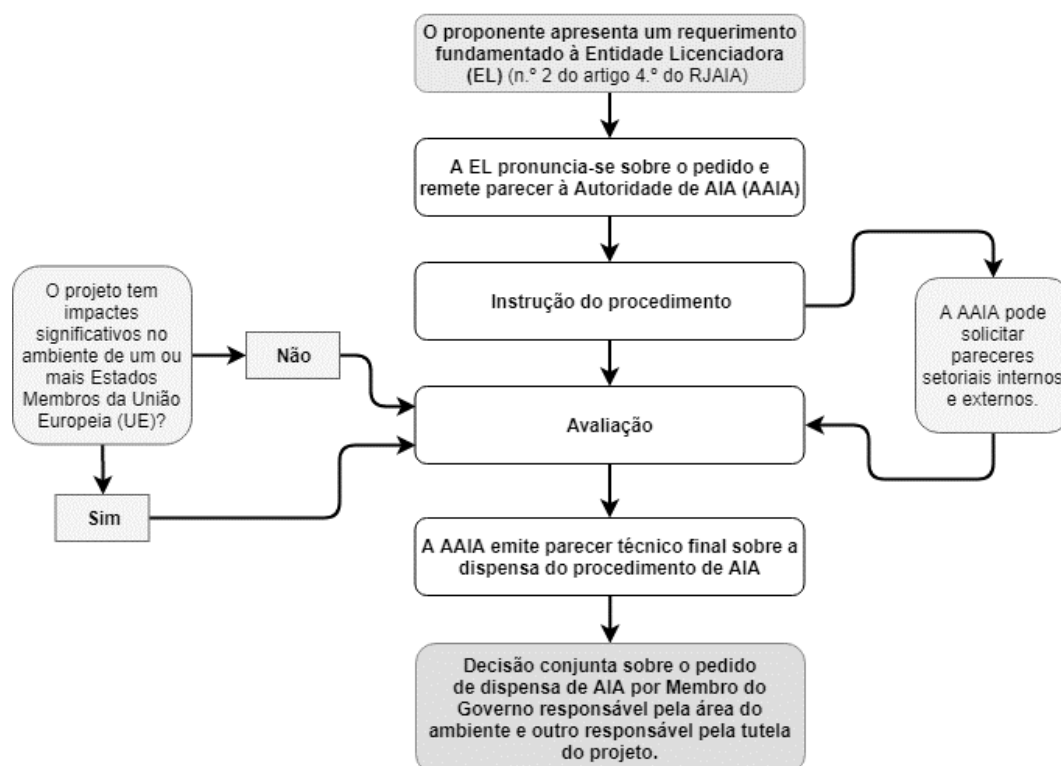 O proponente apresenta um requerimento
fundamentado à Entidade Licenciadora
(EL) (n.º 2 do artigo 4.º do RJAIA)
A EL pronuncia-se sobre o pedido e
remete parecer à Autoridade de AIA (AAIA)
Instrução do procedimento
O projeto tem
impactes
significativos no
ambiente de um ou
mais Estados
Membros da União
Europeia (UE)?
Não
Sim
A AAIA pode
solicitar
pareceres
setoriais internos
e externos.
Avaliação
A AAIA emite parecer técnico final sobre a
dispensa do procedimento de AIA
Decisão conjunta sobre o pedido
de dispensa de AIA por Membro do
Governo responsável pela área do
ambiente e outro responsável pela tutela
do projeto.